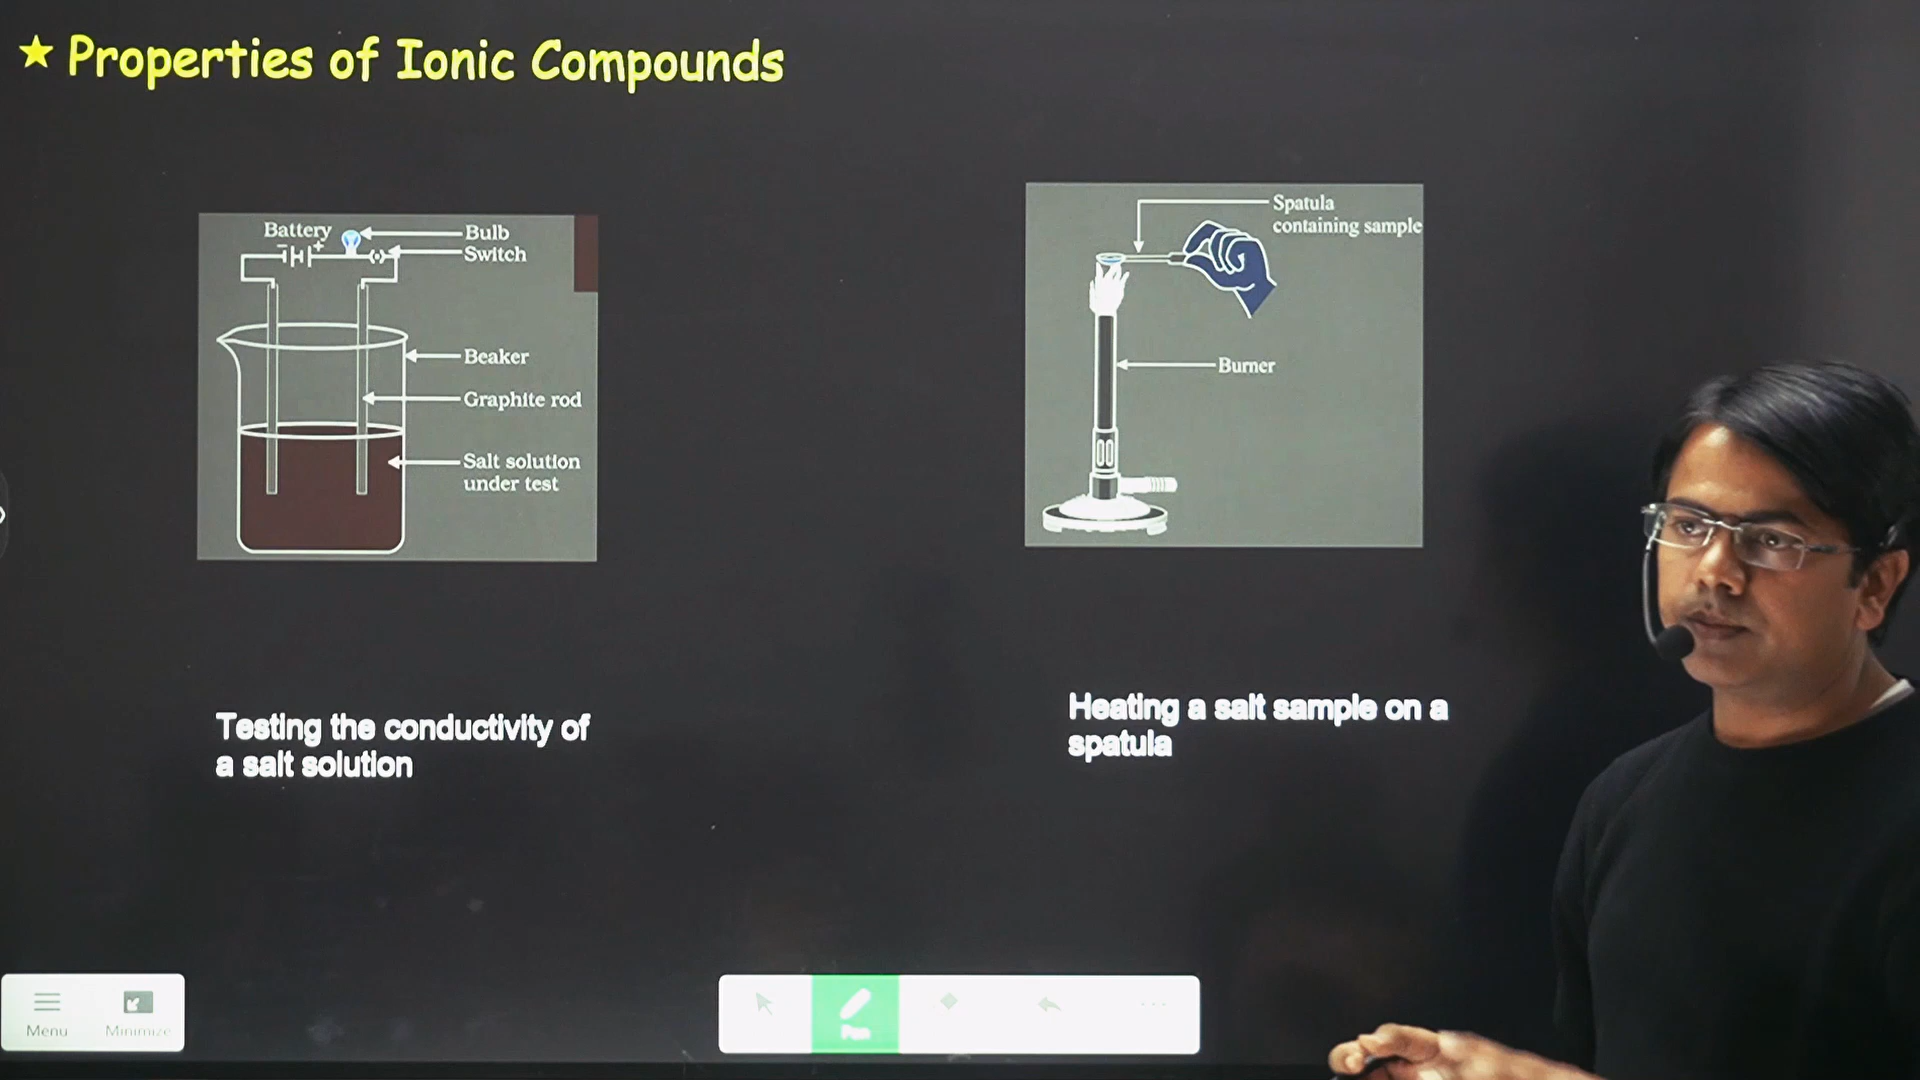 ★ Properties of Ionic Compounds
Battery
Bulb
Switch
Beaker
Graphite rod
Salt solution
under test
Testing the conductivity of
a salt solution
Spatula
containing sample
Burner
Heating a salt sample on a
spatula
Menu
Minimize
Pen